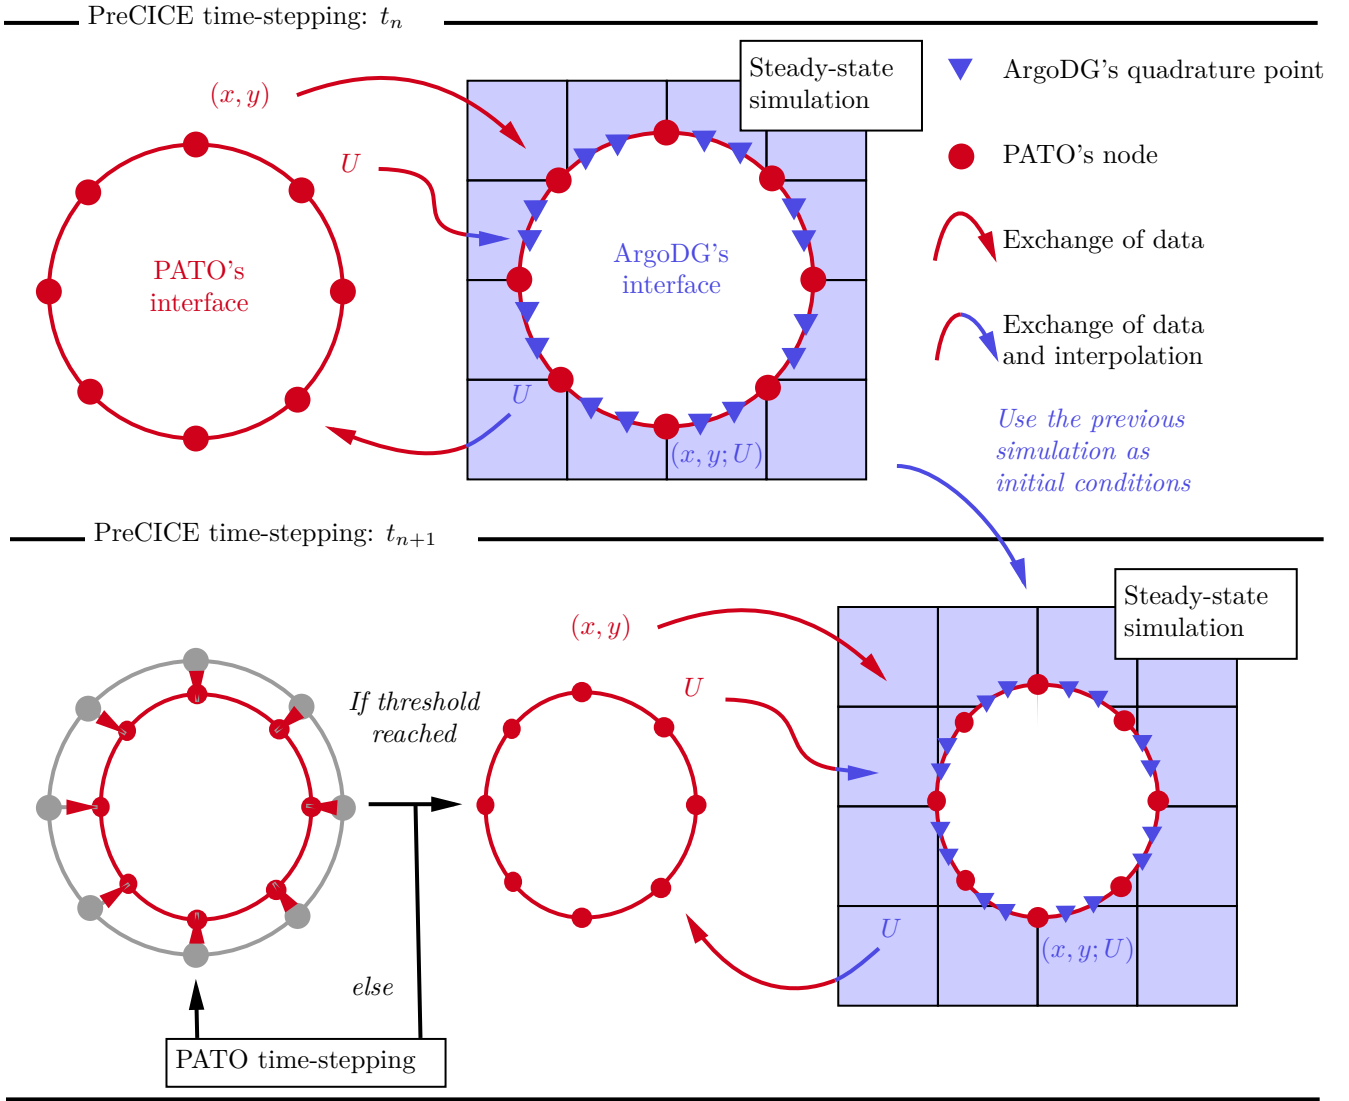 PreCICE time-stepping: $t_n$
$(x, y)$
$U$
PATO's
interface
ArgoDG's
interface
Steady-state
simulation
$U$
$(x, y; U)$
ArgoDG's quadrature point
PATO's node
Exchange of data
Exchange of data
and interpolation
Use the previous
simulation as
initial conditions
PreCICE time-stepping: $t_{n+1}$
If threshold
reached
else
PATO time-stepping
$(x, y)$
$U$
Steady-state
simulation
$U$
$(x, y; U)$